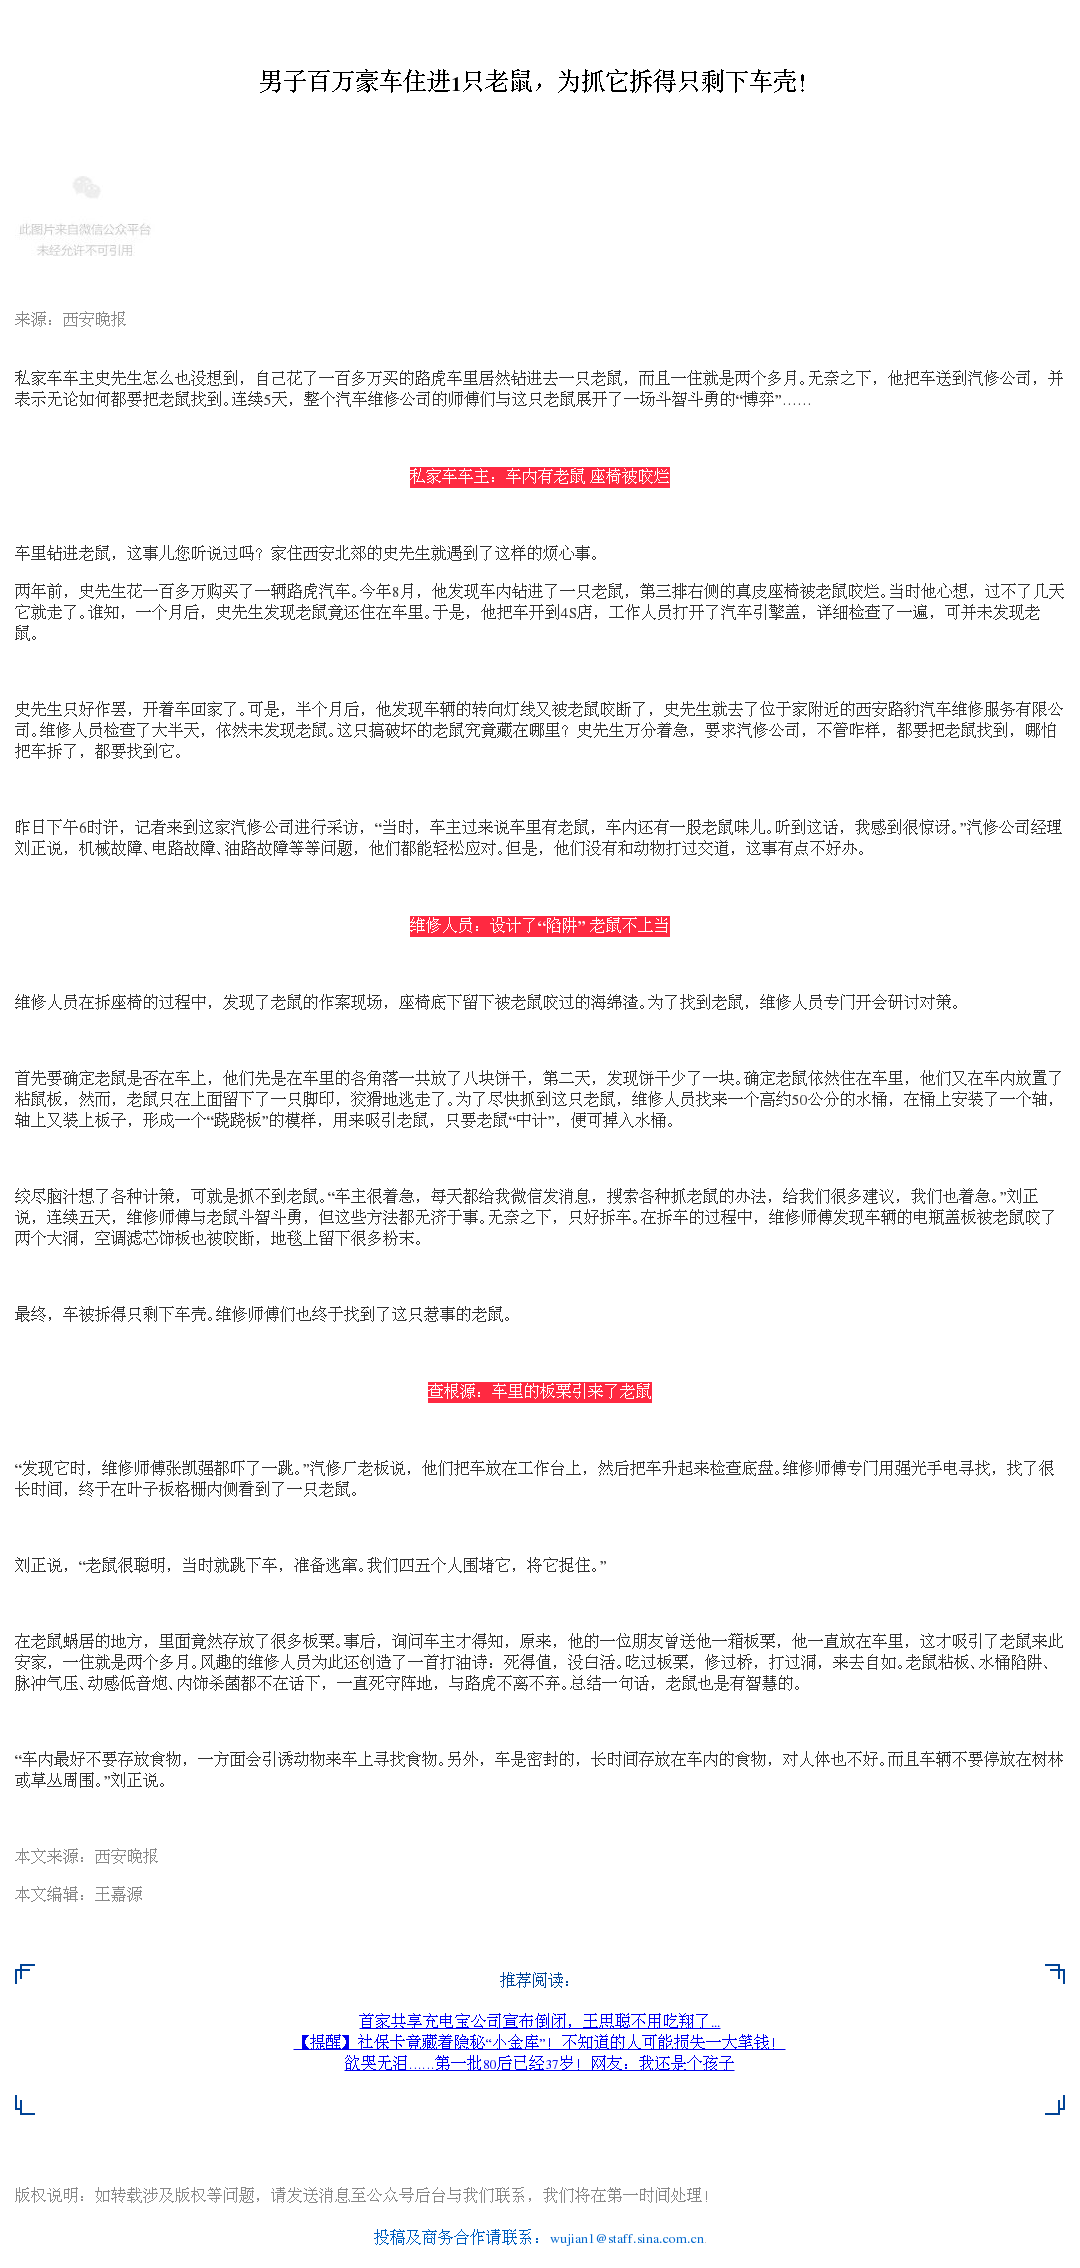 男子百万豪车住进1只老鼠，为抓它拆得只剩下车壳！
此图片来自微信公众平台
未经允许不可引用
来源：西安晚报
私家车车主史先生怎么也没想到，自己花了一百多万买的路虎车里居然钻进去一只老鼠，而且一住就是两个多月。无奈之下，他把车送到汽修公司，并
表示无论如何都要把老鼠找到。连续5天，整个汽车维修公司的师傅们与这只老鼠展开了一场斗智斗勇的“博弈”……
私家车车主：车内有老鼠 座椅被咬烂
车里钻进老鼠，这事儿您听说过吗？家住西安北郊的史先生就遇到了这样的烦心事。
两年前，史先生花一百多万购买了一辆路虎汽车。今年8月，他发现车内钻进了一只老鼠，第三排右侧的真皮座椅被老鼠咬烂。当时他心想，过不了几天
它就走了。谁知，一个月后，史先生发现老鼠竟还住在车里。于是，他把车开到4S店，工作人员打开了汽车引擎盖，详细检查了一遍，可并未发现老
鼠。
史先生只好作罢，开着车回家了。可是，半个月后，他发现车辆的转向灯线又被老鼠咬断了，史先生就去了位于家附近的西安路豹汽车维修服务有限公
司。维修人员检查了大半天，依然未发现老鼠。这只搞破坏的老鼠究竟藏在哪里？史先生万分着急，要求汽修公司，不管咋样，都要把老鼠找到，哪怕
把车拆了，都要找到它。
昨日下午6时许，记者来到这家汽修公司进行采访，“当时，车主过来说车里有老鼠，车内还有一股老鼠味儿。听到这话，我感到很惊讶。”汽修公司经理
刘正说，机械故障、电路故障、油路故障等等问题，他们都能轻松应对。但是，他们没有和动物打过交道，这事有点不好办。
维修人员：设计了“陷阱” 老鼠不上当
维修人员在拆座椅的过程中，发现了老鼠的作案现场，座椅底下留下被老鼠咬过的海绵渣。为了找到老鼠，维修人员专门开会研讨对策。
首先要确定老鼠是否在车上，他们先是在车里的各角落一共放了八块饼干，第二天，发现饼干少了一块。确定老鼠依然住在车里，他们又在车内放置了
粘鼠板，然而，老鼠只在上面留下了一只脚印，狡猾地逃走了。为了尽快抓到这只老鼠，维修人员找来一个高约50公分的水桶，在桶上安装了一个轴，
轴上又装上板子，形成一个“跷跷板”的模样，用来吸引老鼠，只要老鼠“中计”，便可掉入水桶。
绞尽脑汁想了各种计策，可就是抓不到老鼠。“车主很着急，每天都给我微信发消息，搜索各种抓老鼠的办法，给我们很多建议，我们也着急。”刘正
说，连续五天，维修师傅与老鼠斗智斗勇，但这些方法都无济于事。无奈之下，只好拆车。在拆车的过程中，维修师傅发现车辆的电瓶盖板被老鼠咬了
两个大洞，空调滤芯饰板也被咬断，地毯上留下很多粉末。
最终，车被拆得只剩下车壳。维修师傅们也终于找到了这只惹事的老鼠。
查根源：车里的板栗引来了老鼠
“发现它时，维修师傅张凯强都吓了一跳。”汽修厂老板说，他们把车放在工作台上，然后把车升起来检查底盘。维修师傅专门用强光手电寻找，找了很
长时间，终于在叶子板格栅内侧看到了一只老鼠。
刘正说，“老鼠很聪明，当时就跳下车，准备逃窜。我们四五个人围堵它，将它捉住。”
在老鼠蜗居的地方，里面竟然存放了很多板栗。事后，询问车主才得知，原来，他的一位朋友曾送他一箱板栗，他一直放在车里，这才吸引了老鼠来此
安家，一住就是两个多月。风趣的维修人员为此还创造了一首打油诗：死得值，没白活。吃过板栗，修过桥，打过洞，来去自如。老鼠粘板、水桶陷阱、
脉冲气压、动感低音炮、内饰杀菌都不在话下，一直死守阵地，与路虎不离不弃。总结一句话，老鼠也是有智慧的。
“车内最好不要存放食物，一方面会引诱动物来车上寻找食物。另外，车是密封的，长时间存放在车内的食物，对人体也不好。而且车辆不要停放在树林
或草丛周围。”刘正说。
本文来源：西安晚报
本文编辑：王嘉源
推荐阅读：
首家共享充电宝公司宣布倒闭，王思聪不用吃翔了...
【提醒】社保卡竟藏着隐秘“小金库”！不知道的人可能损失一大笔钱！
欲哭无泪……第一批80后已经37岁！网友：我还是个孩子
版权说明：如转载涉及版权等问题，请发送消息至公众号后台与我们联系，我们将在第一时间处理！
投稿及商务合作请联系：wujian1@staff.sina.com.cn